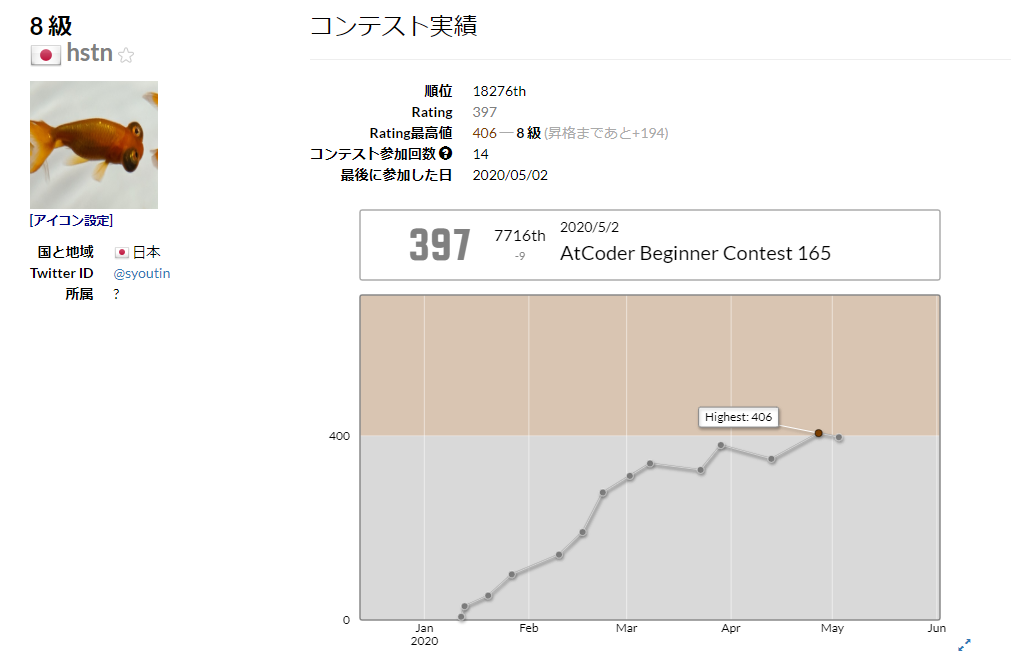 8 級
hstn
[アイコン設定]
国と地域 日本
Twitter ID @syoutin
所属 ?
コンテスト実績
順位 18276th
Rating 397
Rating最高値 406 ― 8 級 (昇格まであと+194)
コンテスト参加回数 ? 14
最後に参加した日 2020/05/02
397 7716th -9
2020/5/2
AtCoder Beginner Contest 165
Highest: 406
400
0
Jan Feb Mar Apr May Jun
2020